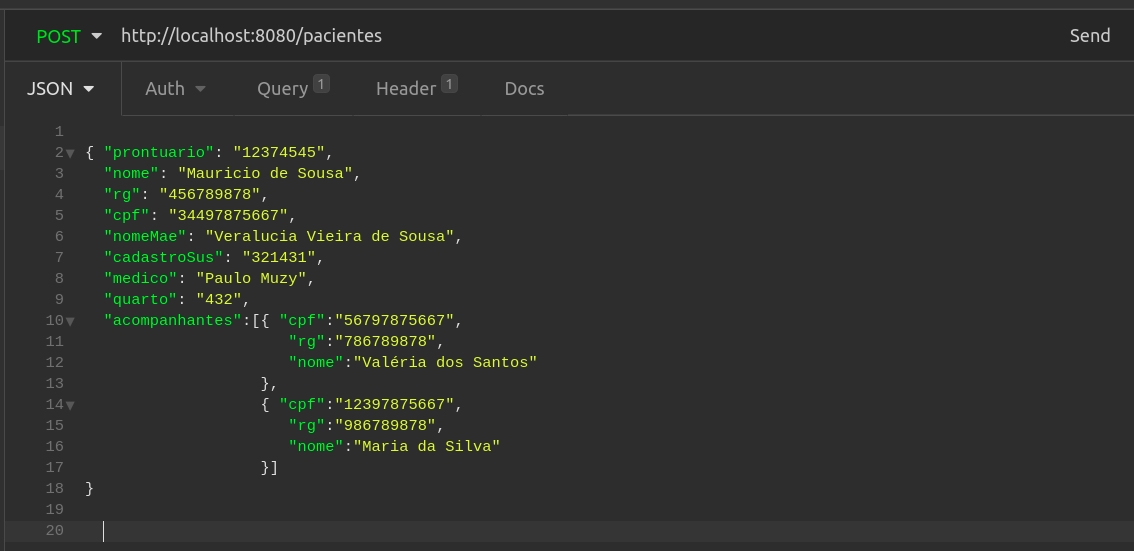 POST http://localhost:8080/pacientes Send
JSON Auth Query 1 Header 1 Docs
1
2 { "prontuario": "12374545",
3 "nome": "Mauricio de Sousa",
4 "rg": "456789878",
5 "cpf": "34497875667",
6 "nomeMae": "Veralucia Vieira de Sousa",
7 "cadastroSus": "321431",
8 "medico": "Paulo Muzy",
9 "quarto": "432",
10 "acompanhantes":[{ "cpf":"56797875667",
11 "rg":"786789878",
12 "nome":"Valéria dos Santos"
13 },
14 { "cpf":"12397875667",
15 "rg":"986789878",
16 "nome":"Maria da Silva"
17 }]
18 }
19
20